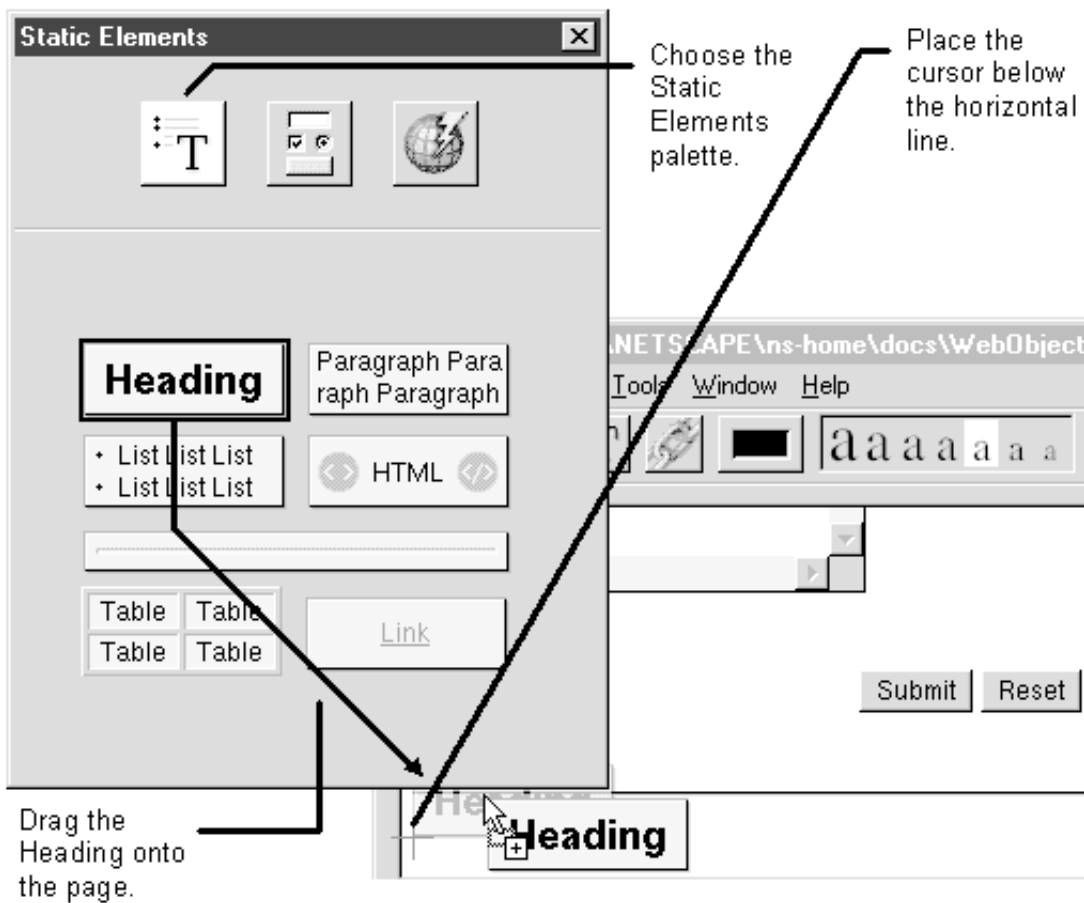 Static Elements
Choose the
Static
Elements
palette.
Place the
cursor below
the horizontal
line.
T
Heading
Paragraph Para
raph Paragraph
• List List List
• List List List
<> HTML </>
Table Table
Table Table
Link
NETSCAPE\ns-home\docs\WebObject
Tools Window Help
a a a a a a a
Submit Reset
Heading
Heading
Drag the
Heading onto
the page.